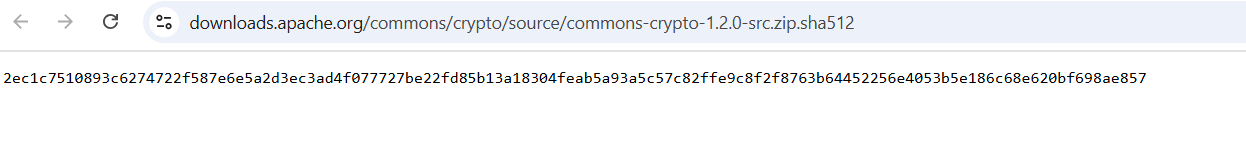 downloads.apache.org/commons/crypto/source/commons-crypto-1.2.0-src.zip.sha512
2ec1c7510893c6274722f587e6e5a2d3ec3ad4f077727be22fd85b13a18304feab5a93a5c57c82ffe9c8f2f8763b64452256e4053b5e186c68e620bf698ae857